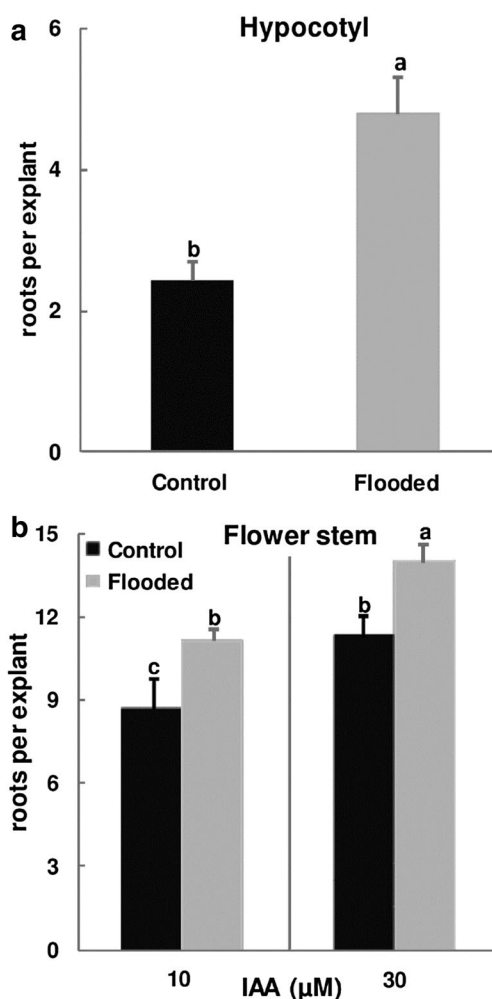 a
Hypocotyl
6
a
4
b
2
0
roots per explant
Control Flooded
b
Flower stem
15
Control
Flooded
a
12
b
b
c
9
6
3
0
roots per explant
10 IAA (µM) 30